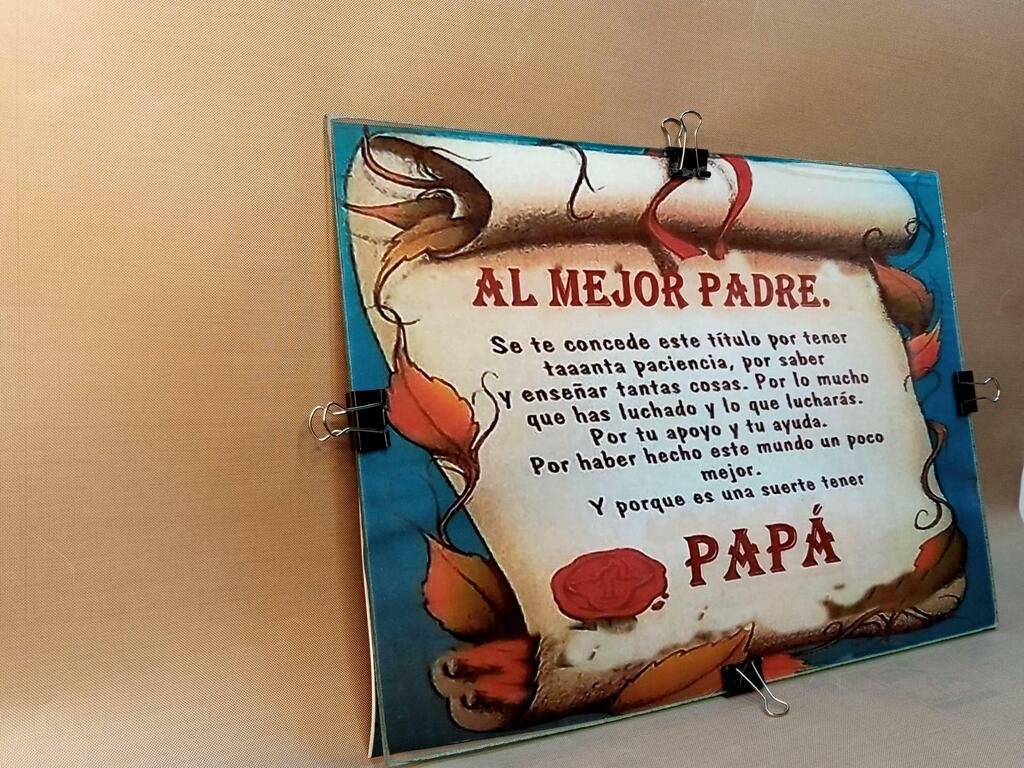 AL MEJOR PADRE.
Se te concede este título por tener
taaanta paciencia, por saber
y enseñar tantas cosas. Por lo mucho
que has luchado y lo que lucharás.
Por tu apoyo y tu ayuda.
Por haber hecho este mundo un poco
mejor.
Y porque es una suerte tener
PAPÁ